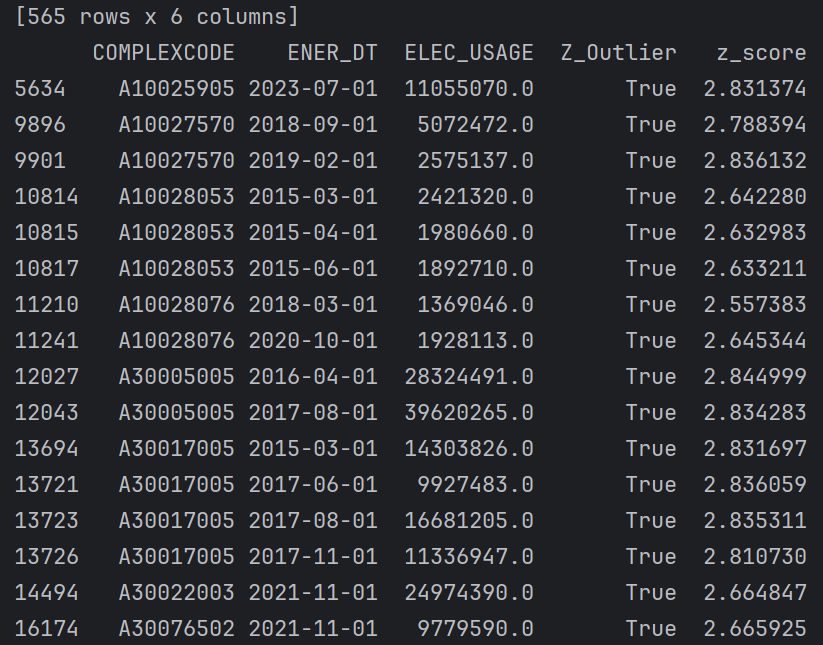 [565 rows x 6 columns]
COMPLEXCODE ENER_DT ELEC_USAGE Z_Outlier z_score
5634 A10025905 2023-07-01 11055070.0 True 2.831374
9896 A10027570 2018-09-01 5072472.0 True 2.788394
9901 A10027570 2019-02-01 2575137.0 True 2.836132
10814 A10028053 2015-03-01 2421320.0 True 2.642280
10815 A10028053 2015-04-01 1980660.0 True 2.632983
10817 A10028053 2015-06-01 1892710.0 True 2.633211
11210 A10028076 2018-03-01 1369046.0 True 2.557383
11241 A10028076 2020-10-01 1928113.0 True 2.645344
12027 A30005005 2016-04-01 28324491.0 True 2.844999
12043 A30005005 2017-08-01 39620265.0 True 2.834283
13694 A30017005 2015-03-01 14303826.0 True 2.831697
13721 A30017005 2017-06-01 9927483.0 True 2.836059
13723 A30017005 2017-08-01 16681205.0 True 2.835311
13726 A30017005 2017-11-01 11336947.0 True 2.810730
14494 A30022003 2021-11-01 24974390.0 True 2.664847
16174 A30076502 2021-11-01 9779590.0 True 2.665925